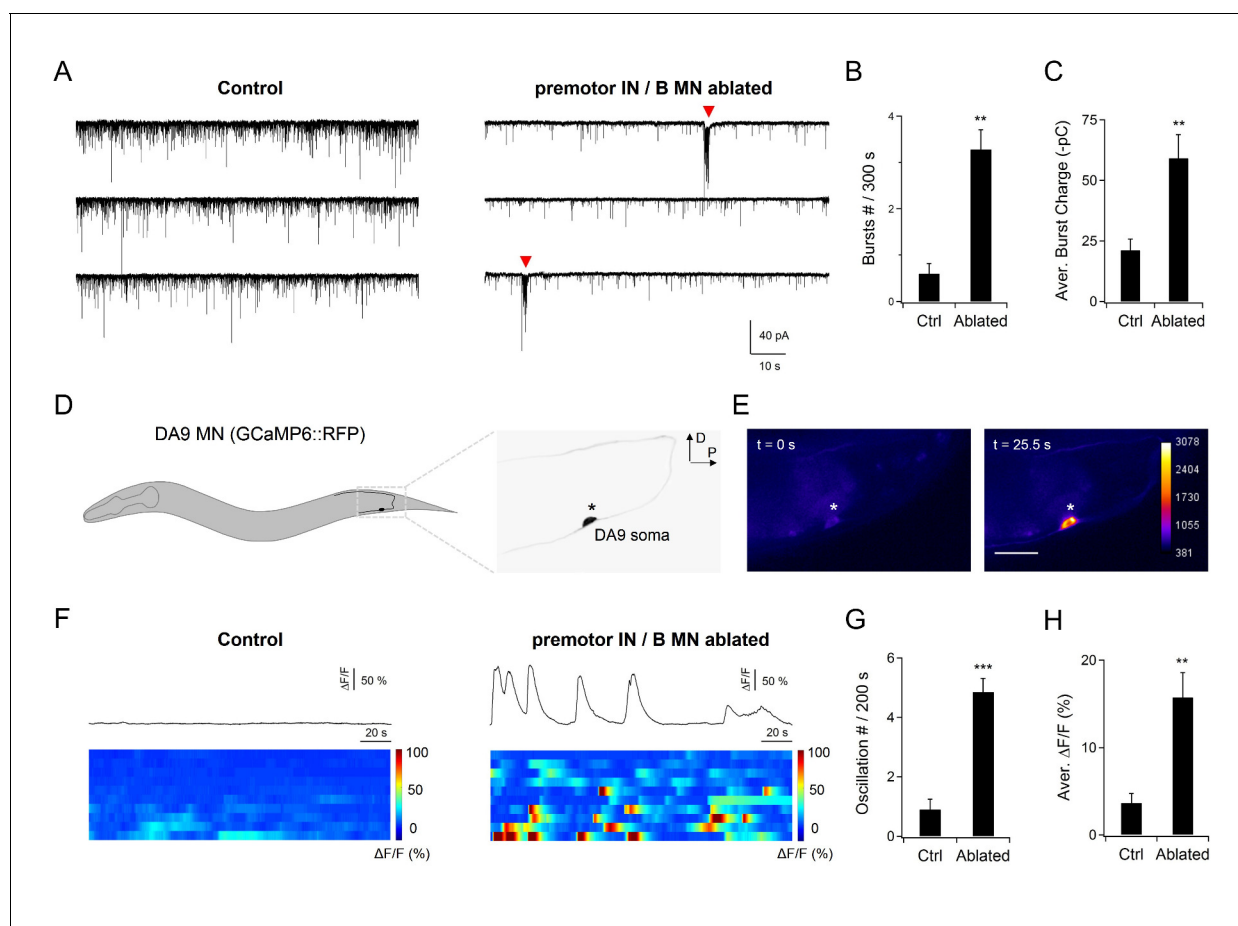 A
Control
premotor IN / B MN ablated
40 pA
10 s
B
Bursts # / 300 s
4
2
0
**
Ctrl Ablated
C
Aver. Burst Charge (-pC)
75
50
25
0
**
Ctrl Ablated
D
DA9 MN (GCaMP6::RFP)
D
P
*
DA9 soma
E
t = 0 s
*
t = 25.5 s
*
3078
2404
1730
1055
381
F
Control
ΔF/F
50 %
20 s
100
50
0
ΔF/F (%)
premotor IN / B MN ablated
ΔF/F
50 %
20 s
100
50
0
ΔF/F (%)
G
Oscillation # / 200 s
6
4
2
0
***
Ctrl Ablated
H
Aver. ΔF/F (%)
20
10
0
**
Ctrl Ablated